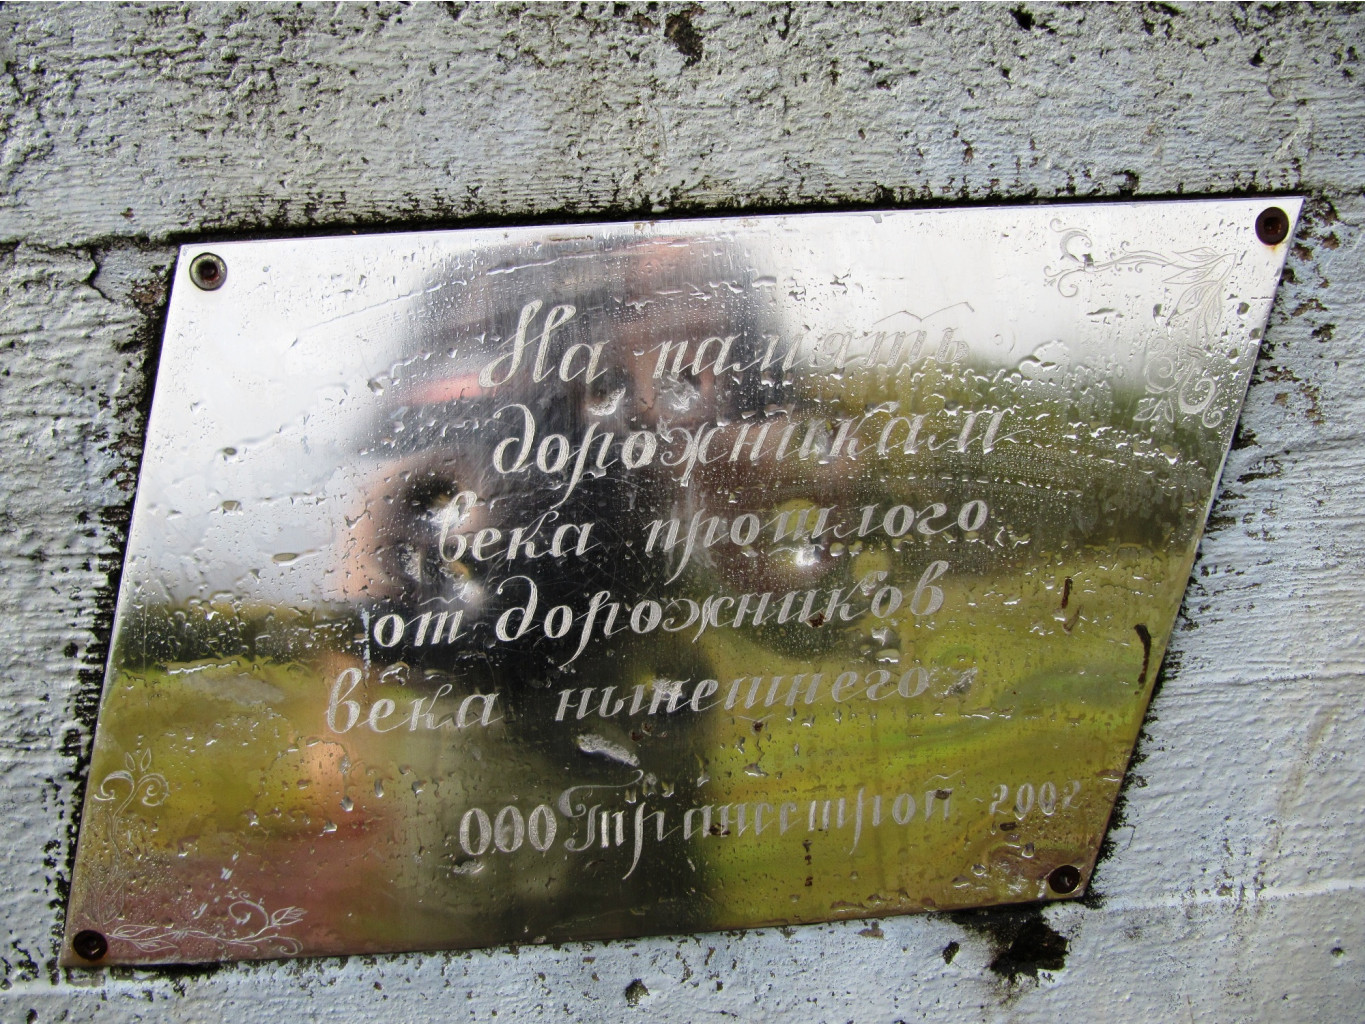 На память
дорожникам
века прошлого
от дорожников
века нынешнего
ООО Трансстрой 2002